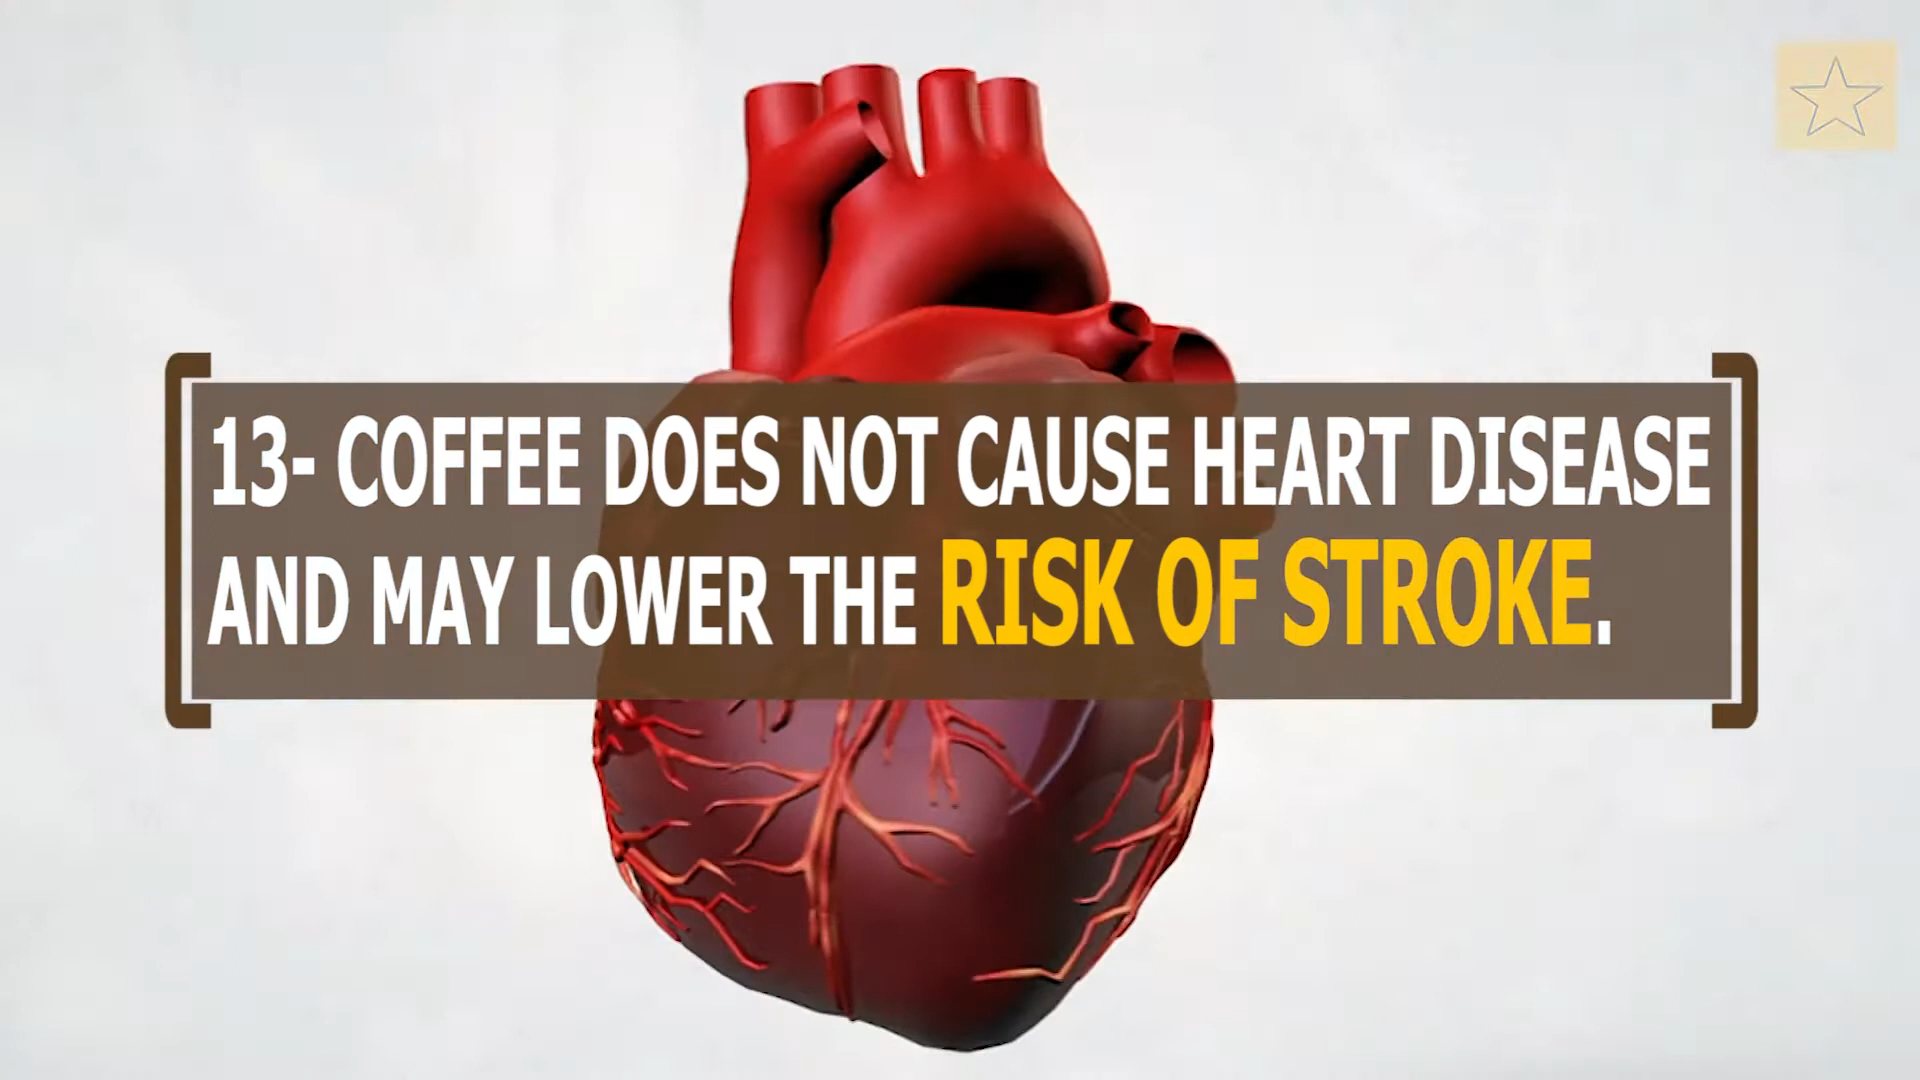 13- COFFEE DOES NOT CAUSE HEART DISEASE
AND MAY LOWER THE RISK OF STROKE.